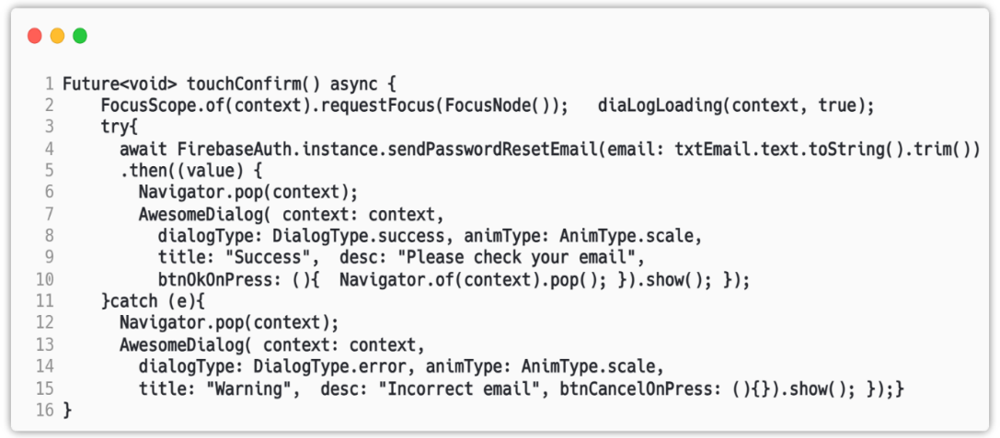 1 Future<void> touchConfirm() async {
2     FocusScope.of(context).requestFocus(FocusNode());   diaLogLoading(context, true);
3     try{
4       await FirebaseAuth.instance.sendPasswordResetEmail(email: txtEmail.text.toString().trim())
5       .then((value) {
6         Navigator.pop(context);
7         AwesomeDialog( context: context,
8           dialogType: DialogType.success, animType: AnimType.scale,
9           title: "Success",  desc: "Please check your email",
10           btnOkOnPress: (){  Navigator.of(context).pop(); }).show(); });
11     }catch (e){
12       Navigator.pop(context);
13       AwesomeDialog( context: context,
14         dialogType: DialogType.error, animType: AnimType.scale,
15         title: "Warning",  desc: "Incorrect email", btnCancelOnPress: (){}).show(); });}
16 }